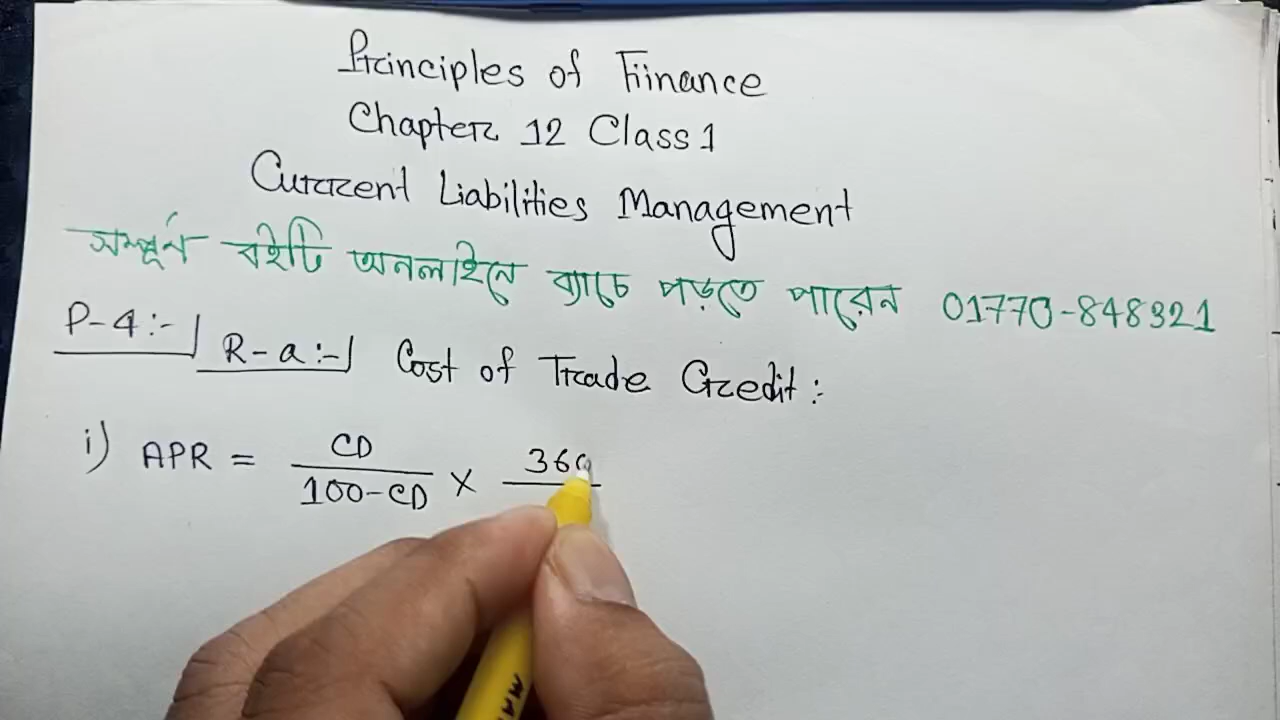 Principles of Fiinance
Chapter 12 Class 1
Current Liabilities Management
সম্পূর্ন বইটি অনলাইনে ব্যাচে পড়তে পারেন 01770-848321
P-4:- R-a:- Cost of Trade Credit:
i) APR = CD / 100-CD × 360